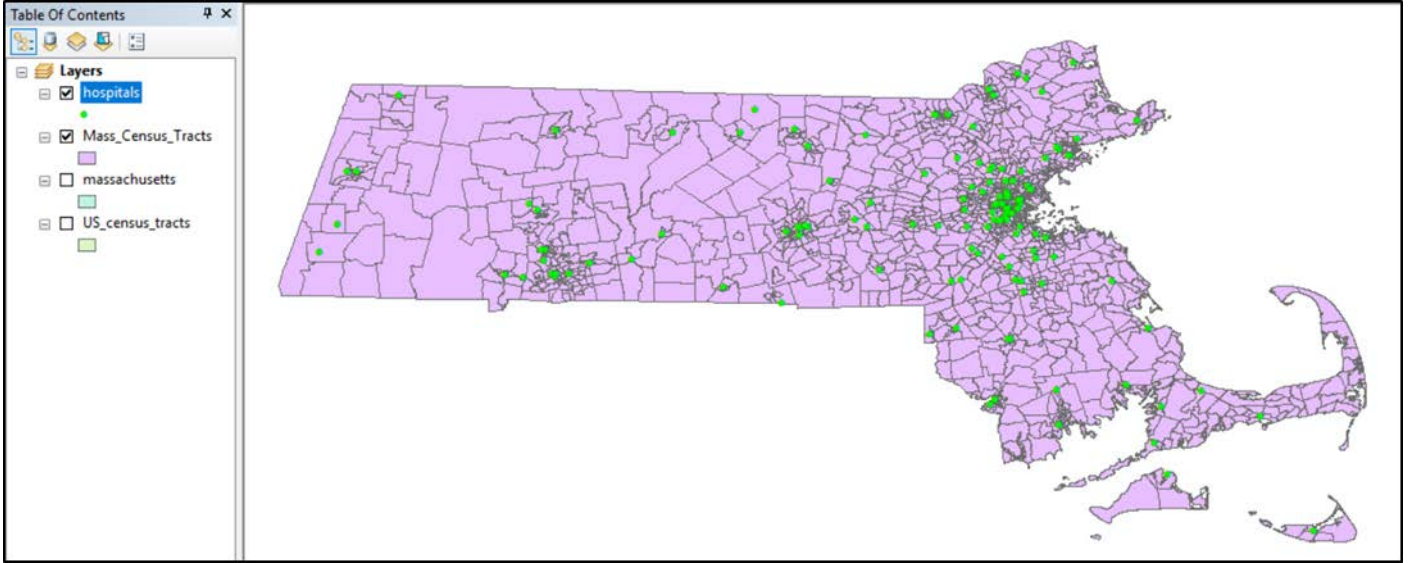 Table Of Contents
Layers
hospitals
Mass_Census_Tracts
massachusetts
US_census_tracts